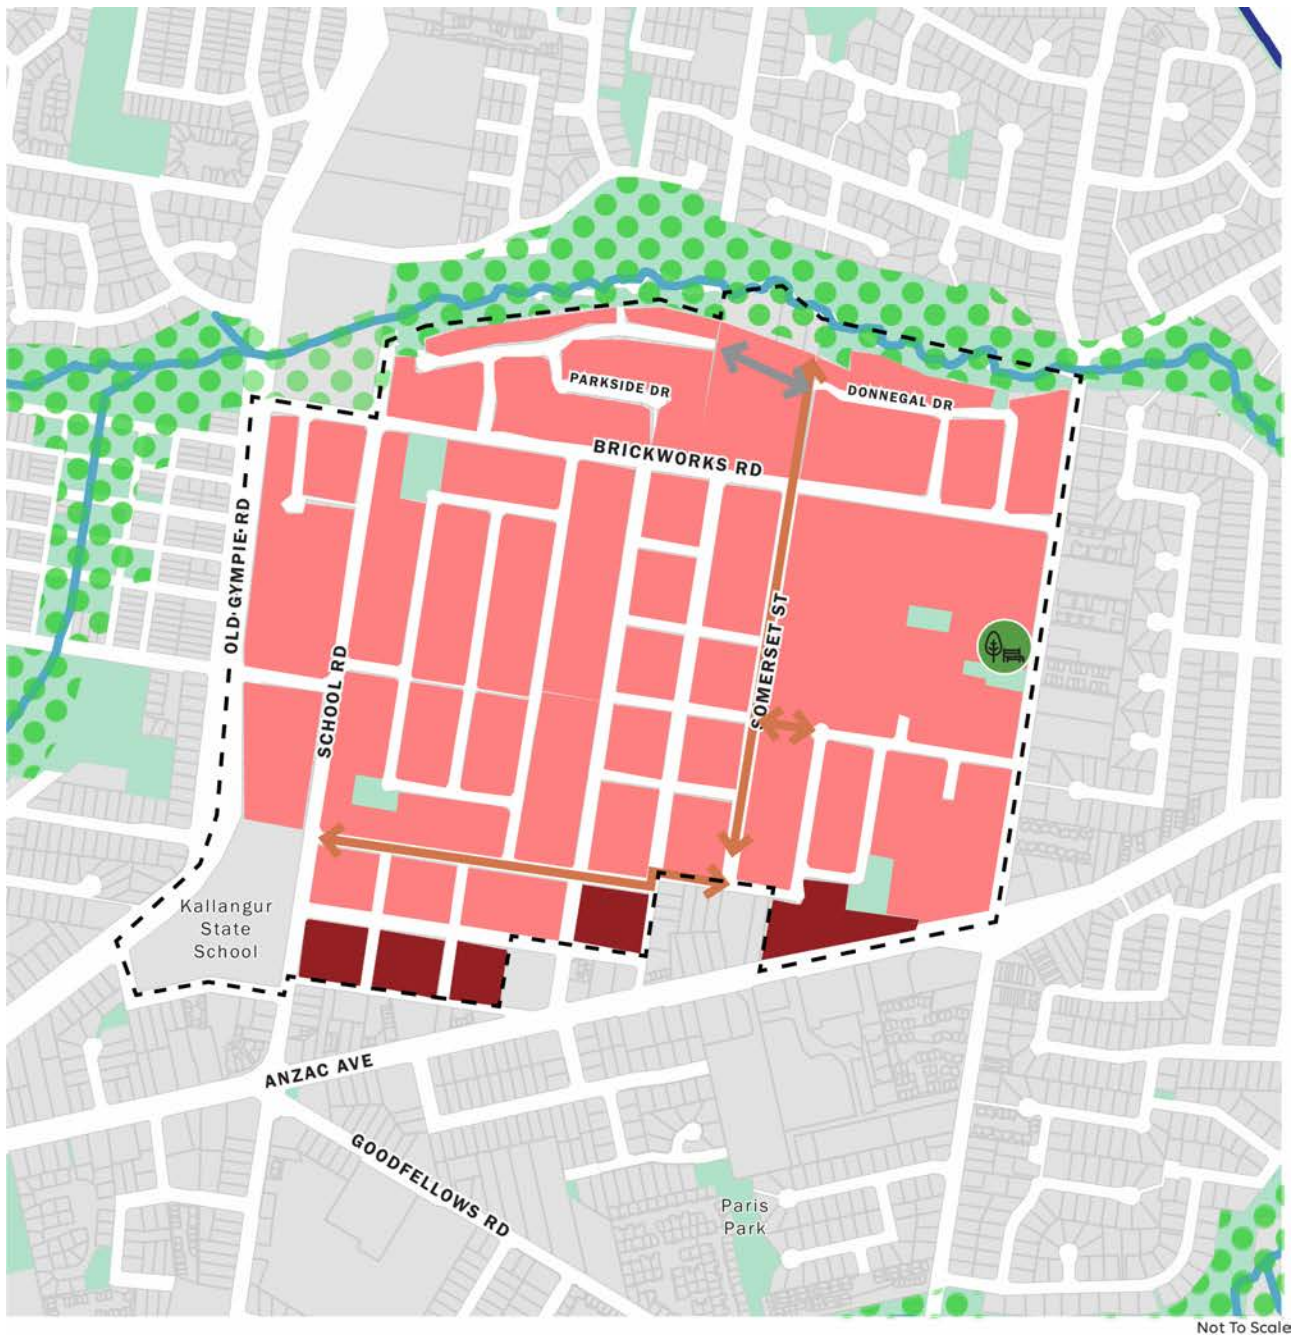 PARKSIDE DR
DONNEGAL DR
BRICKWORKS RD
OLD GYMPIE RD
SCHOOL RD
SOMERSET ST
Kallangur
State
School
ANZAC AVE
GOODFELLOWS RD
Paris
Park
Not To Scale